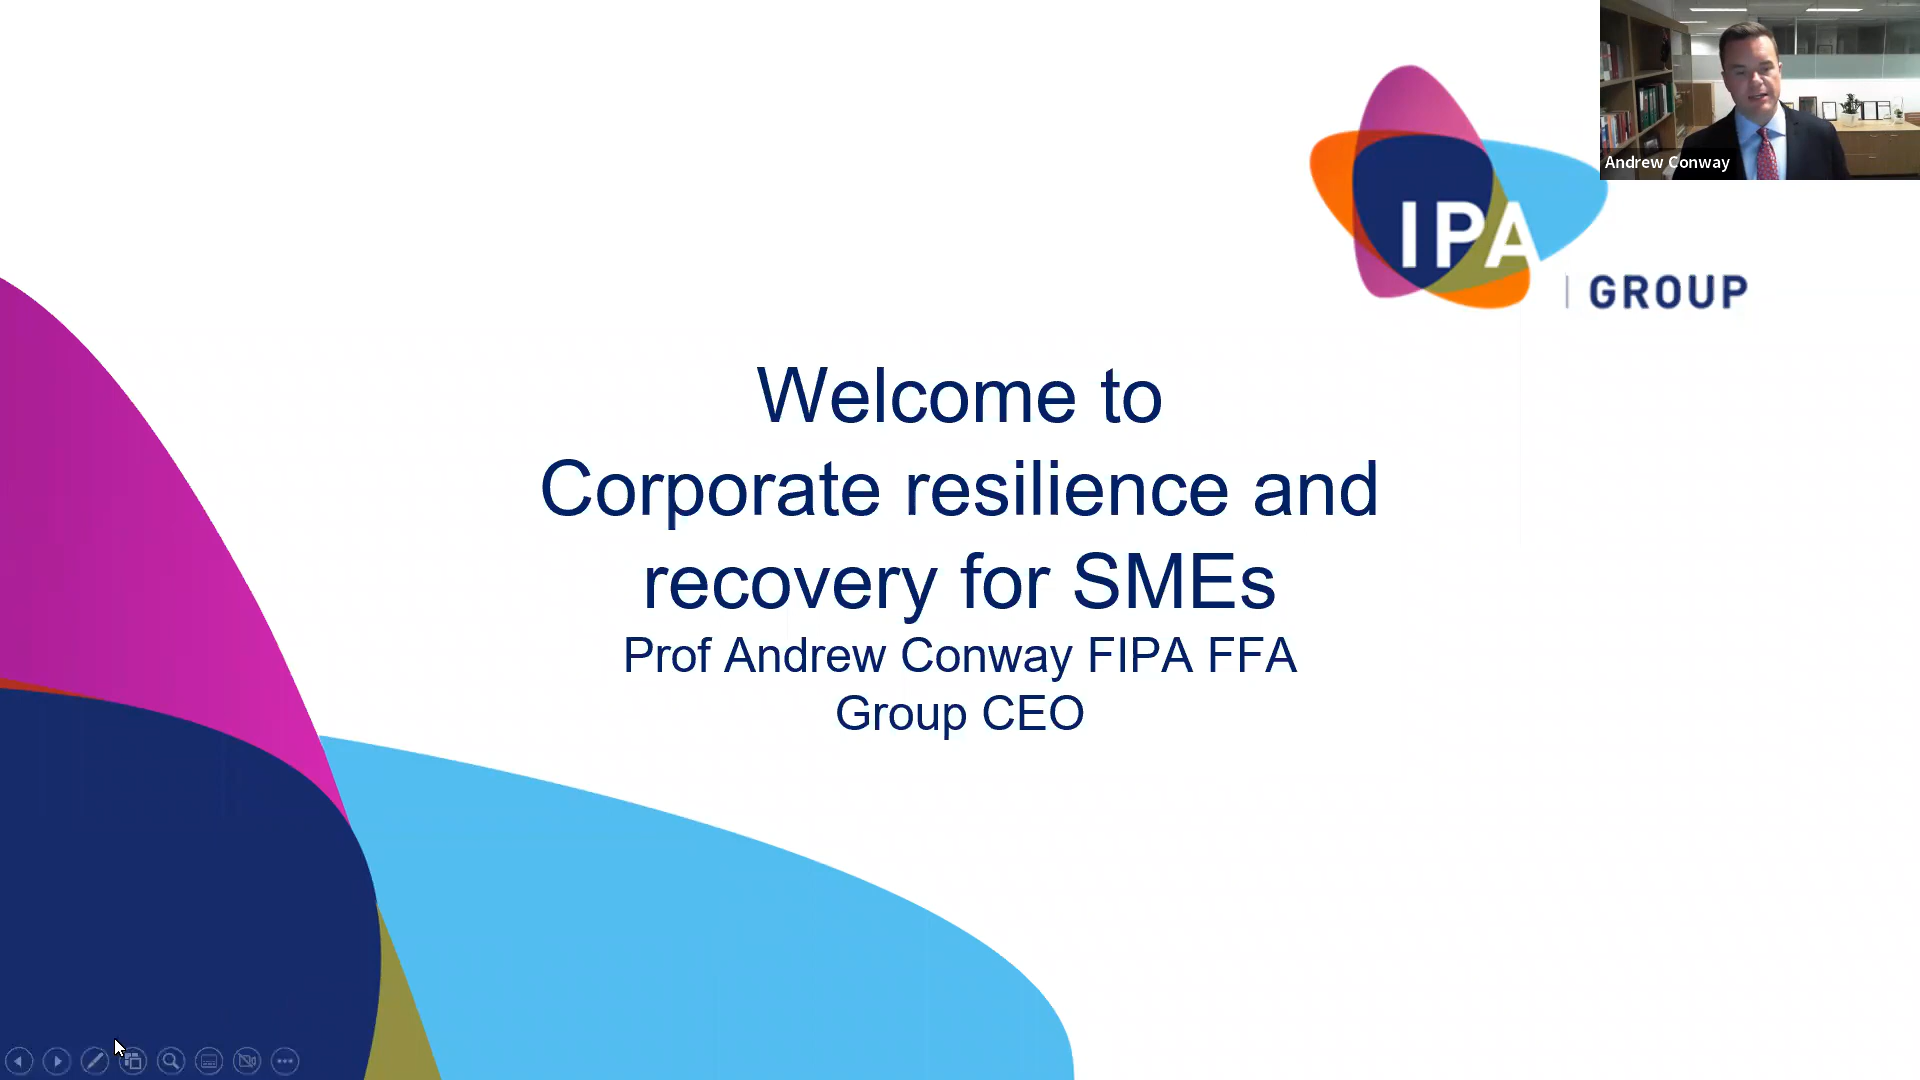 Andrew Conway
IPA
| GROUP
Welcome to
Corporate resilience and
recovery for SMEs
Prof Andrew Conway FIPA FFA
Group CEO